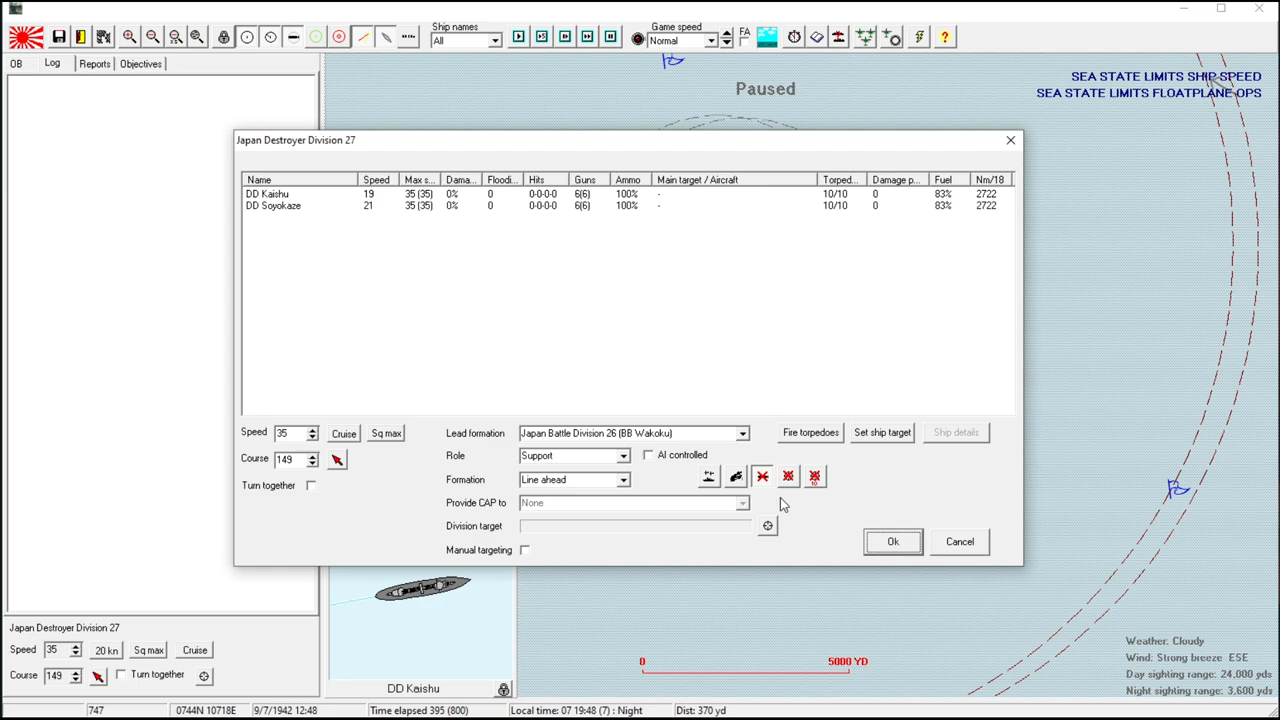 Ship names
All
Game speed
Normal
FA
?
OB Log Reports Objectives
Paused
SEA STATE LIMITS SHIP SPEED
SEA STATE LIMITS FLOATPLANE OPS
Japan Destroyer Division 27
Name Speed Max s... Dama... Floodi... Hits Guns Ammo Main target / Aircraft Torped... Damage p... Fuel Nm/18
DD Kaishu 19 35 (35) 0% 0 0-0-0-0 6(6) 100% - 10/10 0 83% 2722
DD Soyokaze 21 35 (35) 0% 0 0-0-0-0 6(6) 100% - 10/10 0 83% 2722
Speed 35 Cruise Sq max
Course 149
Turn together
Lead formation Japan Battle Division 26 (BB Wakoku)
Role Support AI controlled
Formation Line ahead
Provide CAP to None
Division target
Manual targeting
Fire torpedoes Set ship target Ship details
10
Ok Cancel
Japan Destroyer Division 27
Speed 35 20 kn Sq max Cruise
Course 149 Turn together
DD Kaishu
0 5000 YD
Weather: Cloudy
Wind: Strong breeze ESE
Day sighting range: 24,000 yds
Night sighting range: 3,600 yds
747 0744N 10718E 9/7/1942 12:48 Time elapsed 395 (800) Local time: 07 19:48 (7) : Night Dist: 370 yd